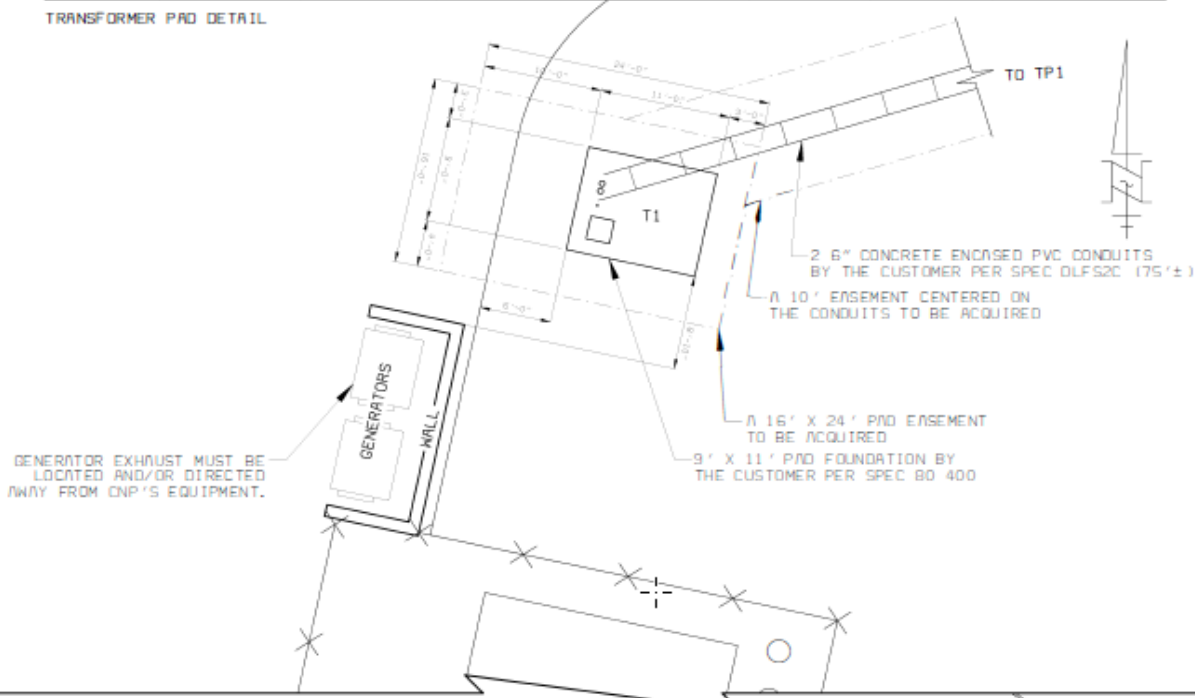 TRANSFORMER PAD DETAIL
24'-0"
11'-0"
TO TP1
T1
2 6" CONCRETE ENCASED PVC CONDUITS
BY THE CUSTOMER PER SPEC DLFS2C (75'±)
A 10' EASEMENT CENTERED ON
THE CONDUITS TO BE ACQUIRED
A 16' X 24' PAD EASEMENT
TO BE ACQUIRED
9' X 11' PAD FOUNDATION BY
THE CUSTOMER PER SPEC 80 400
GENERATORS
WALL
GENERATOR EXHAUST MUST BE
LOCATED AND/OR DIRECTED
AWAY FROM CNP'S EQUIPMENT.